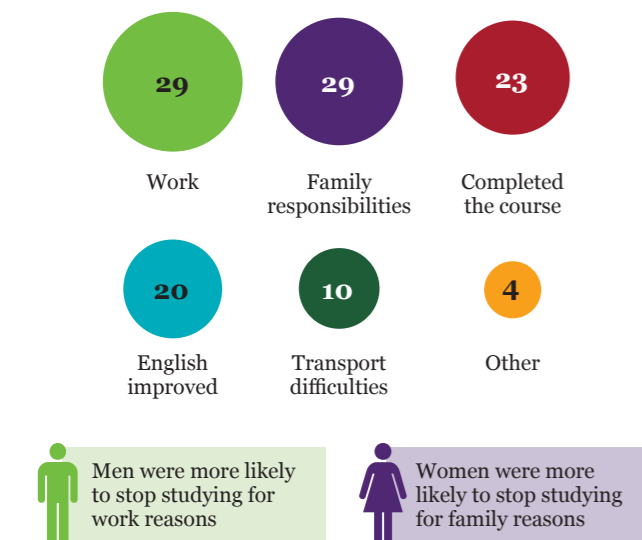 29
29
23
Work
Family
responsibilities
Completed
the course
20
10
4
English
improved
Transport
difficulties
Other
Men were more likely
to stop studying for
work reasons
Women were more
likely to stop studying
for family reasons